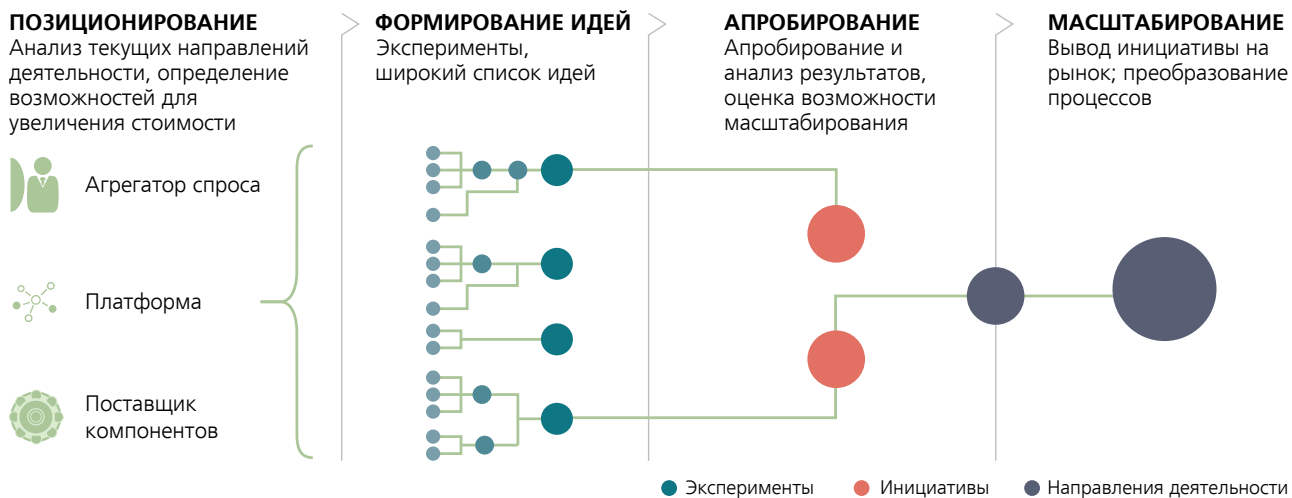 ПОЗИЦИОНИРОВАНИЕ
Анализ текущих направлений
деятельности, определение
возможностей для
увеличения стоимости
ФОРМИРОВАНИЕ ИДЕЙ
Эксперименты,
широкий список идей
АПРОБИРОВАНИЕ
Апробирование и
анализ результатов,
оценка возможности
масштабирования
МАСШТАБИРОВАНИЕ
Вывод инициативы на
рынок; преобразование
процессов
Агрегатор спроса
Платформа
Поставщик
компонентов
Эксперименты
Инициативы
Направления деятельности